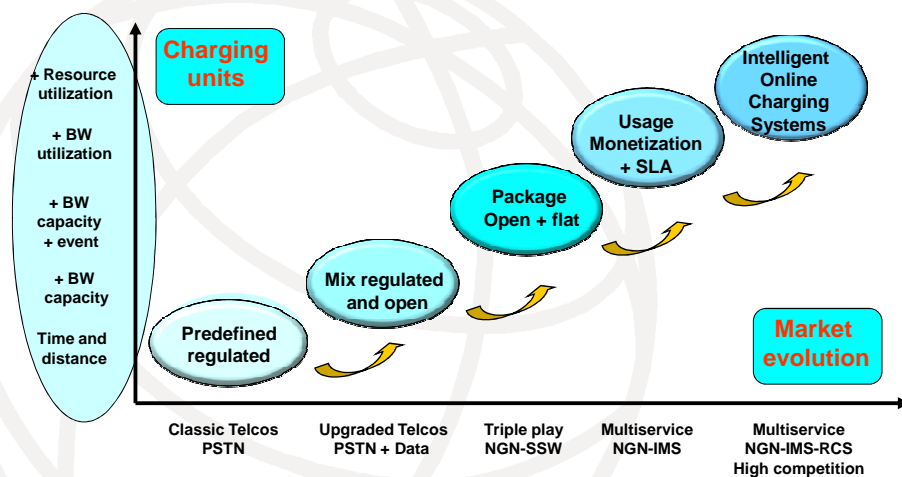 Charging
units
+ Resource
utilization
+ BW
utilization
+ BW
capacity
+ event
+ BW
capacity
Time and
distance
Predefined
regulated
Mix regulated
and open
Package
Open + flat
Usage
Monetization
+ SLA
Intelligent
Online
Charging
Systems
Market
evolution
Classic Telcos
PSTN
Upgraded Telcos
PSTN + Data
Triple play
NGN-SSW
Multiservice
NGN-IMS
Multiservice
NGN-IMS-RCS
High competition